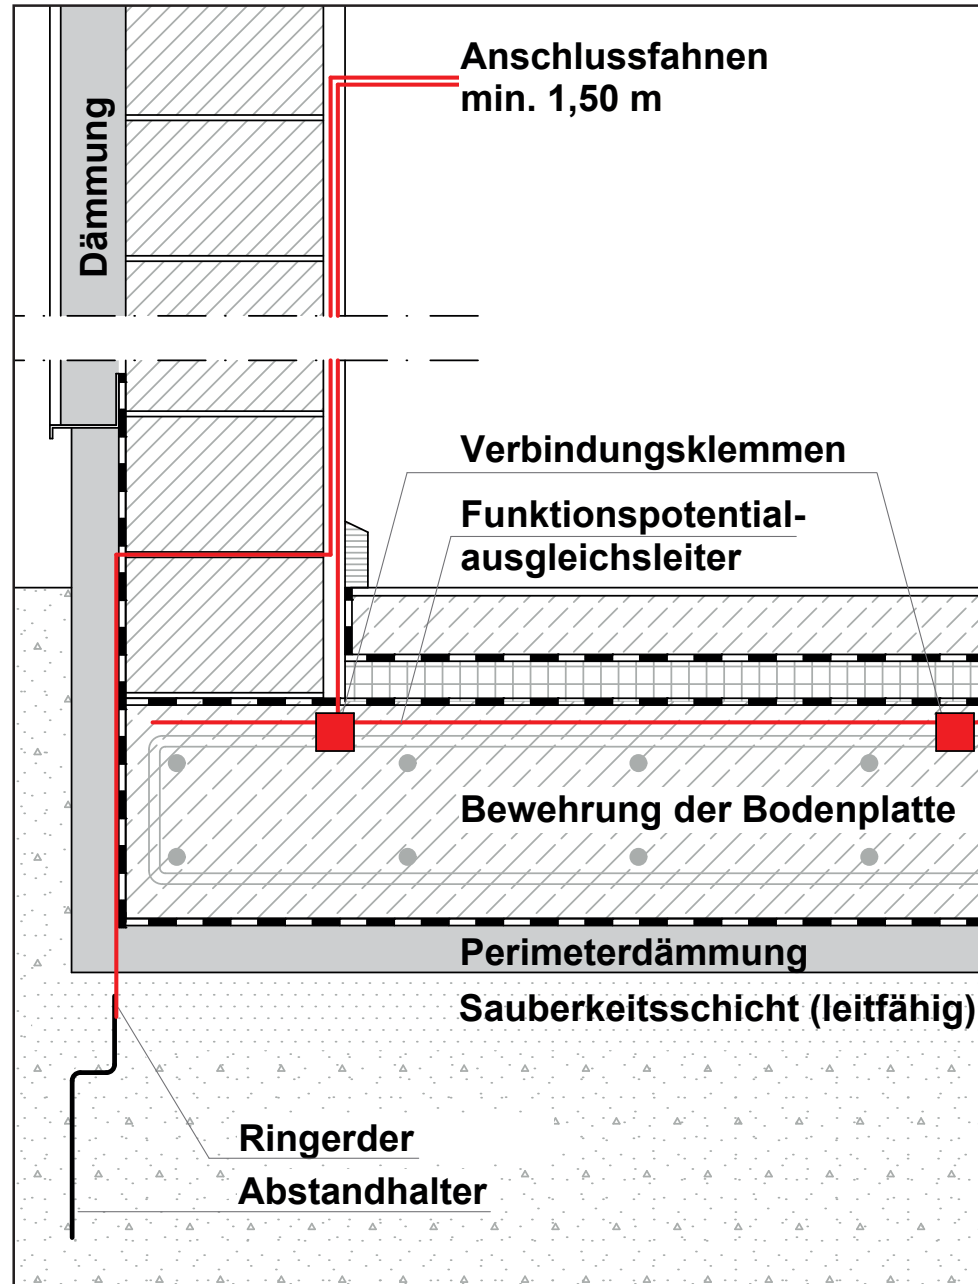 Anschlussfahnen
min. 1,50 m
Dämmung
Verbindungsklemmen
Funktionspotential-
ausgleichsleiter
Bewehrung der Bodenplatte
Perimeterdämmung
Sauberkeitsschicht (leitfähig)
Ringerder
Abstandhalter